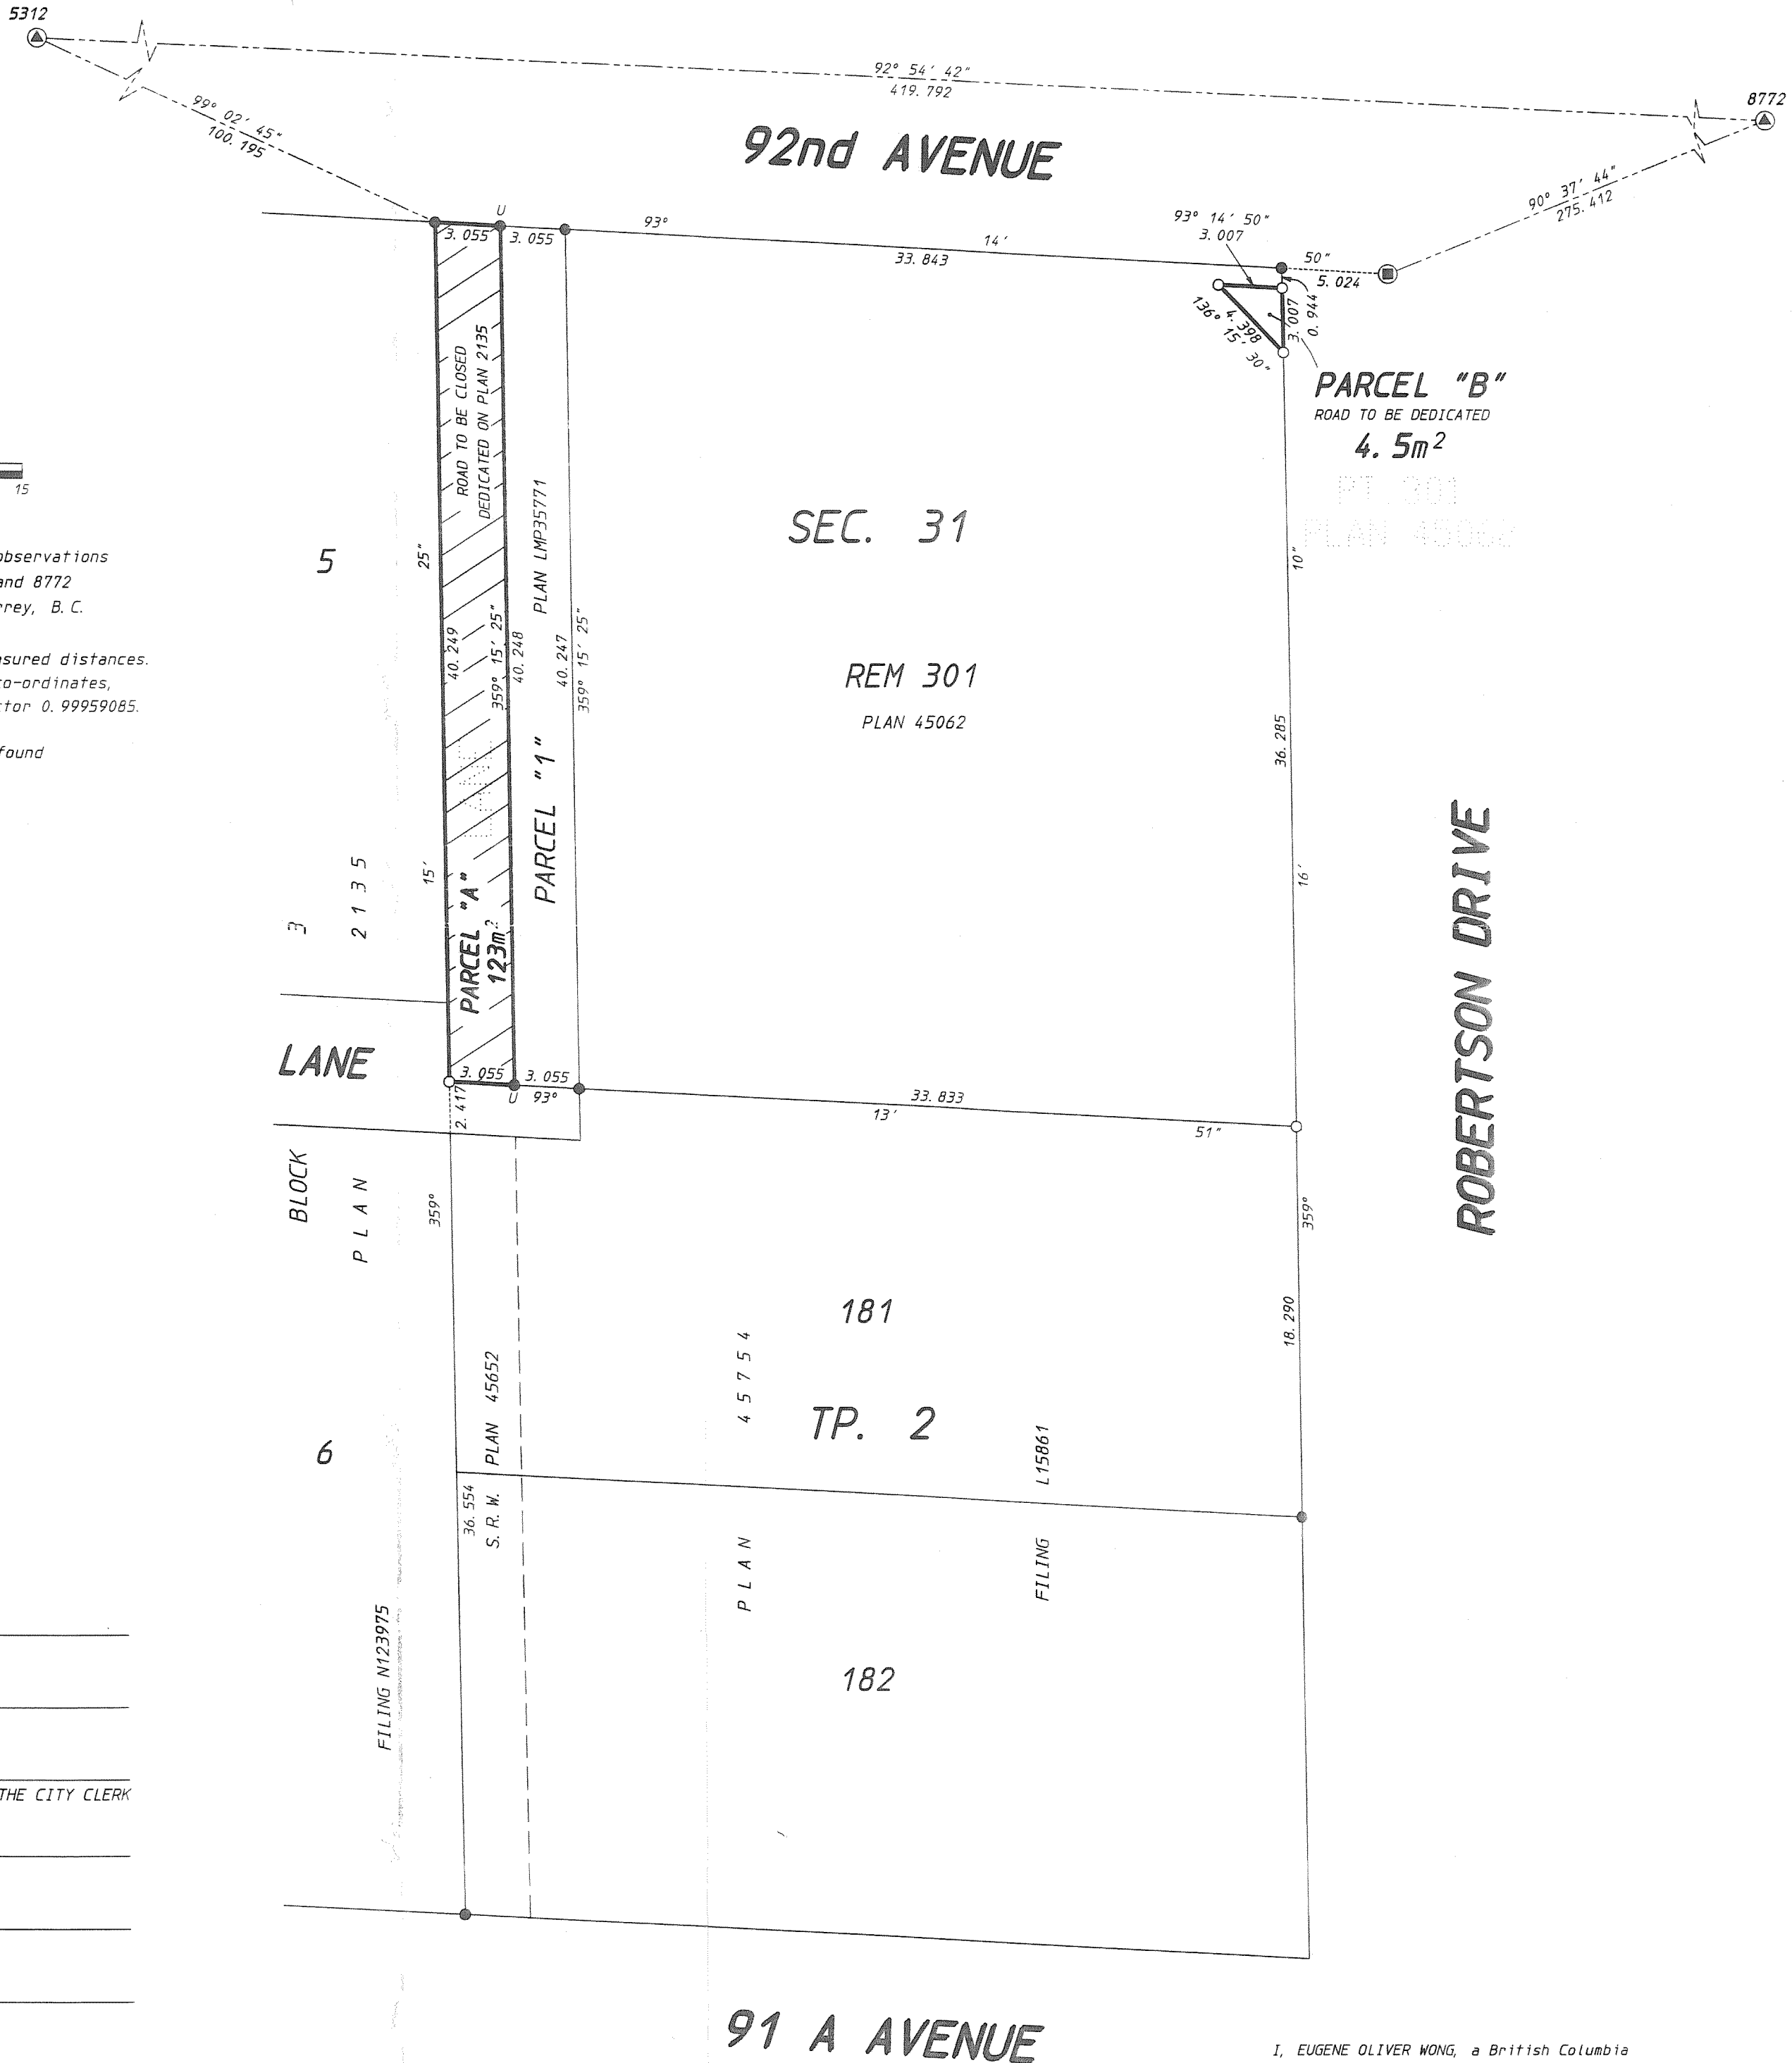 5312
92° 54' 42"
419.792
8772
99° 02' 45"
100.195
92nd AVENUE
90° 37' 44"
275.412
U
3.055
3.055
93°
14'
33.843
93° 14' 50"
3.007
50"
5.024
4.398
136° 15' 30"
3.007
0.944
PARCEL "B"
ROAD TO BE DEDICATED
4.5m²
PT.301
PLAN 45062
15
ROAD TO BE CLOSED
DEDICATED ON PLAN 2135
PLAN LMP35771
SEC. 31
5
25"
10"
observations
and 8772
rrey, B.C.
asured distances.
co-ordinates,
ctor 0.99959085.
found
40.249
359° 15' 25"
40.248
40.247
359° 15' 25"
REM 301
PLAN 45062
36.285
LANE
PARCEL "1"
15'
16'
3
2135
PARCEL "A"
123m²
ROBERTSON DRIVE
LANE
3.055
3.055
2.417
U
93°
33.833
13'
51"
BLOCK
PLAN
359°
359°
181
18.290
S.R.W. PLAN 45652
45754
TP. 2
L15861
6
36.554
PLAN
FILING
FILING N123975
182
THE CITY CLERK
91 A AVENUE
I, EUGENE OLIVER WONG, a British Columbia